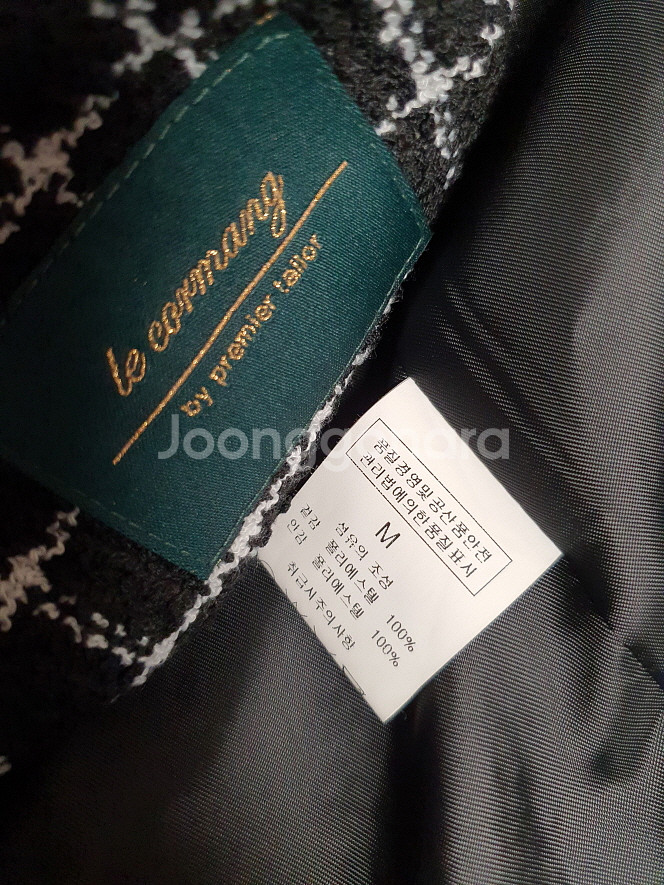 le cormang
by premier tailor
Joonggonara
품질경영및공산품안전
관리법에의한품질표시
M
섬유의 조성
겉감 폴리에스텔 100%
안감 폴리에스텔 100%
취급시주의사항